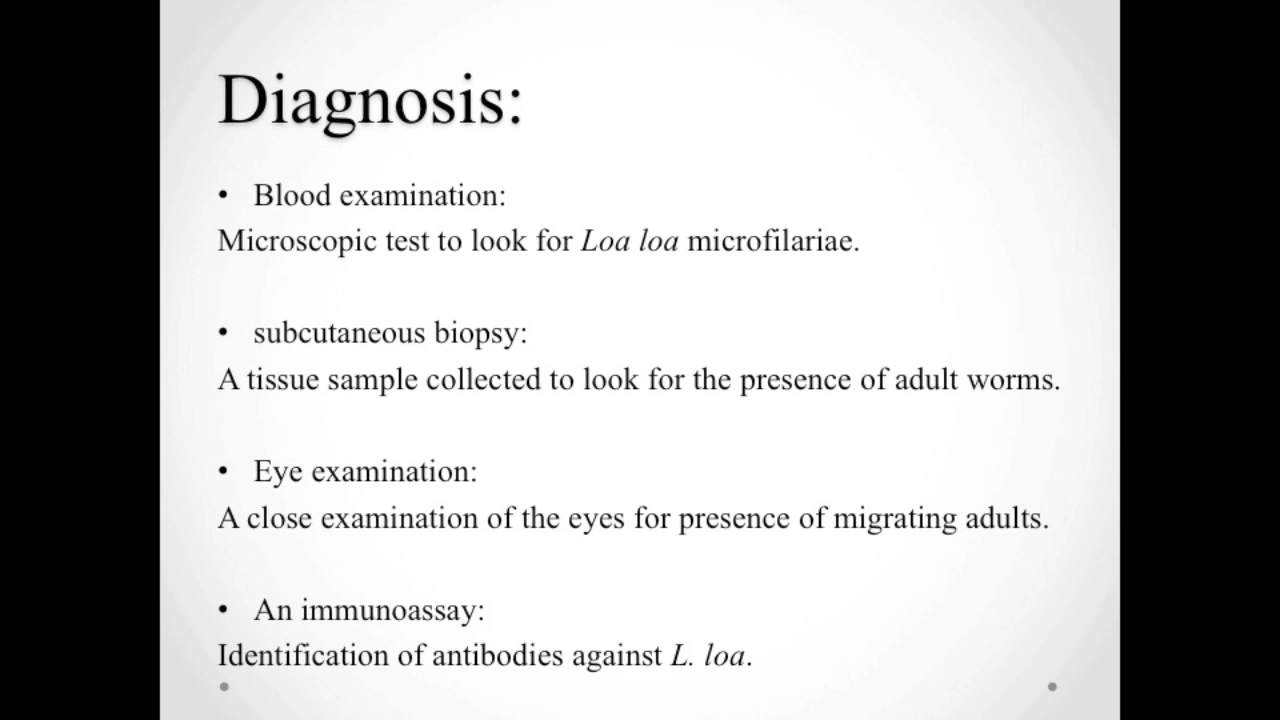 Diagnosis:
• Blood examination:
Microscopic test to look for Loa loa microfilariae.
• subcutaneous biopsy:
A tissue sample collected to look for the presence of adult worms.
• Eye examination:
A close examination of the eyes for presence of migrating adults.
• An immunoassay:
Identification of antibodies against L. loa.